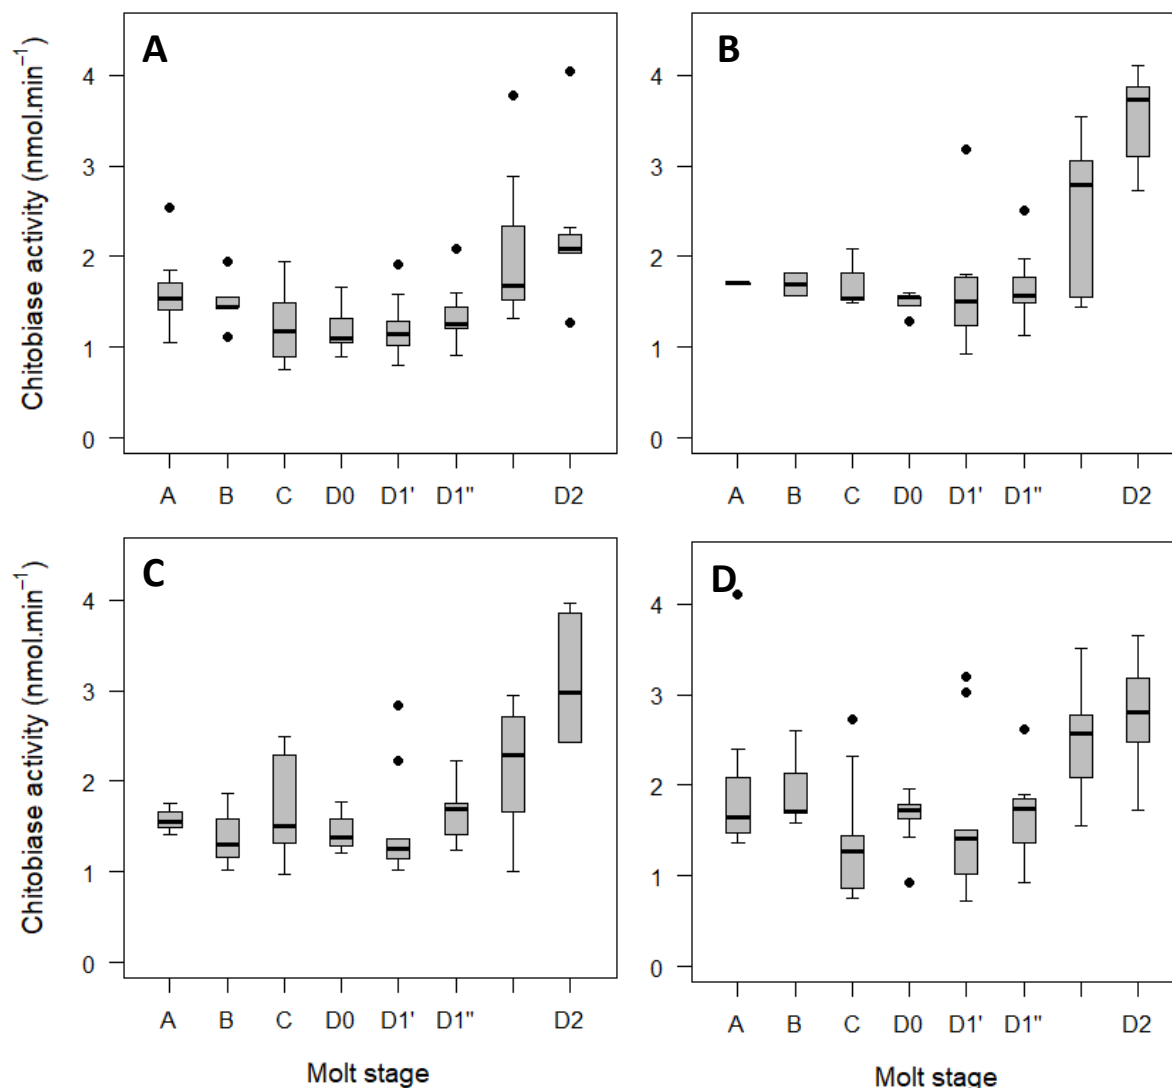 A
Chitobiase activity (nmol.min⁻¹)
4
3
2
1
0
A B C D0 D1' D1" D2
B
4
3
2
1
0
A B C D0 D1' D1" D2
C
Chitobiase activity (nmol.min⁻¹)
4
3
2
1
0
A B C D0 D1' D1" D2
Molt stage
D
4
3
2
1
0
A B C D0 D1' D1" D2
Molt stage